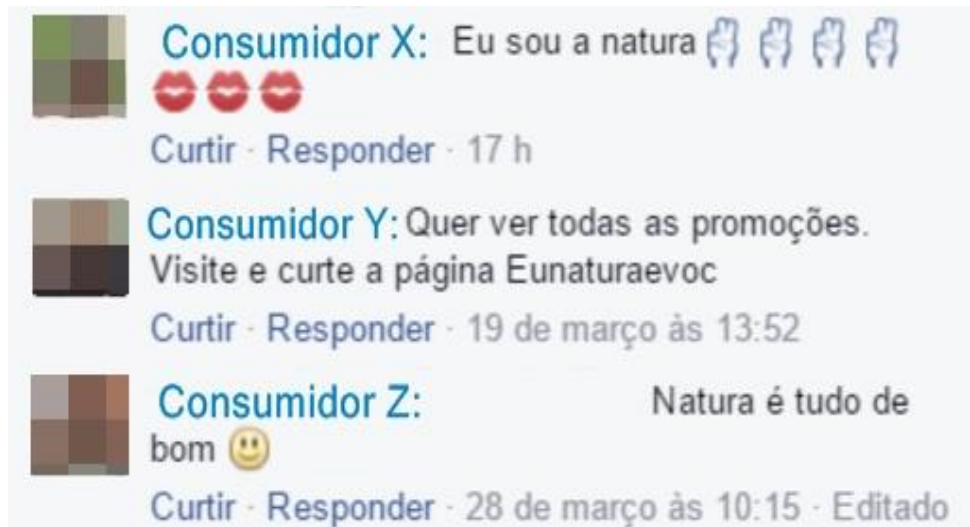 Consumidor X: Eu sou a natura ✌✌✌✌
💋💋💋
Curtir · Responder · 17 h
Consumidor Y: Quer ver todas as promoções.
Visite e curte a página Eunaturaevoc
Curtir · Responder · 19 de março às 13:52
Consumidor Z: Natura é tudo de
bom 🙂
Curtir · Responder · 28 de março às 10:15 · Editado